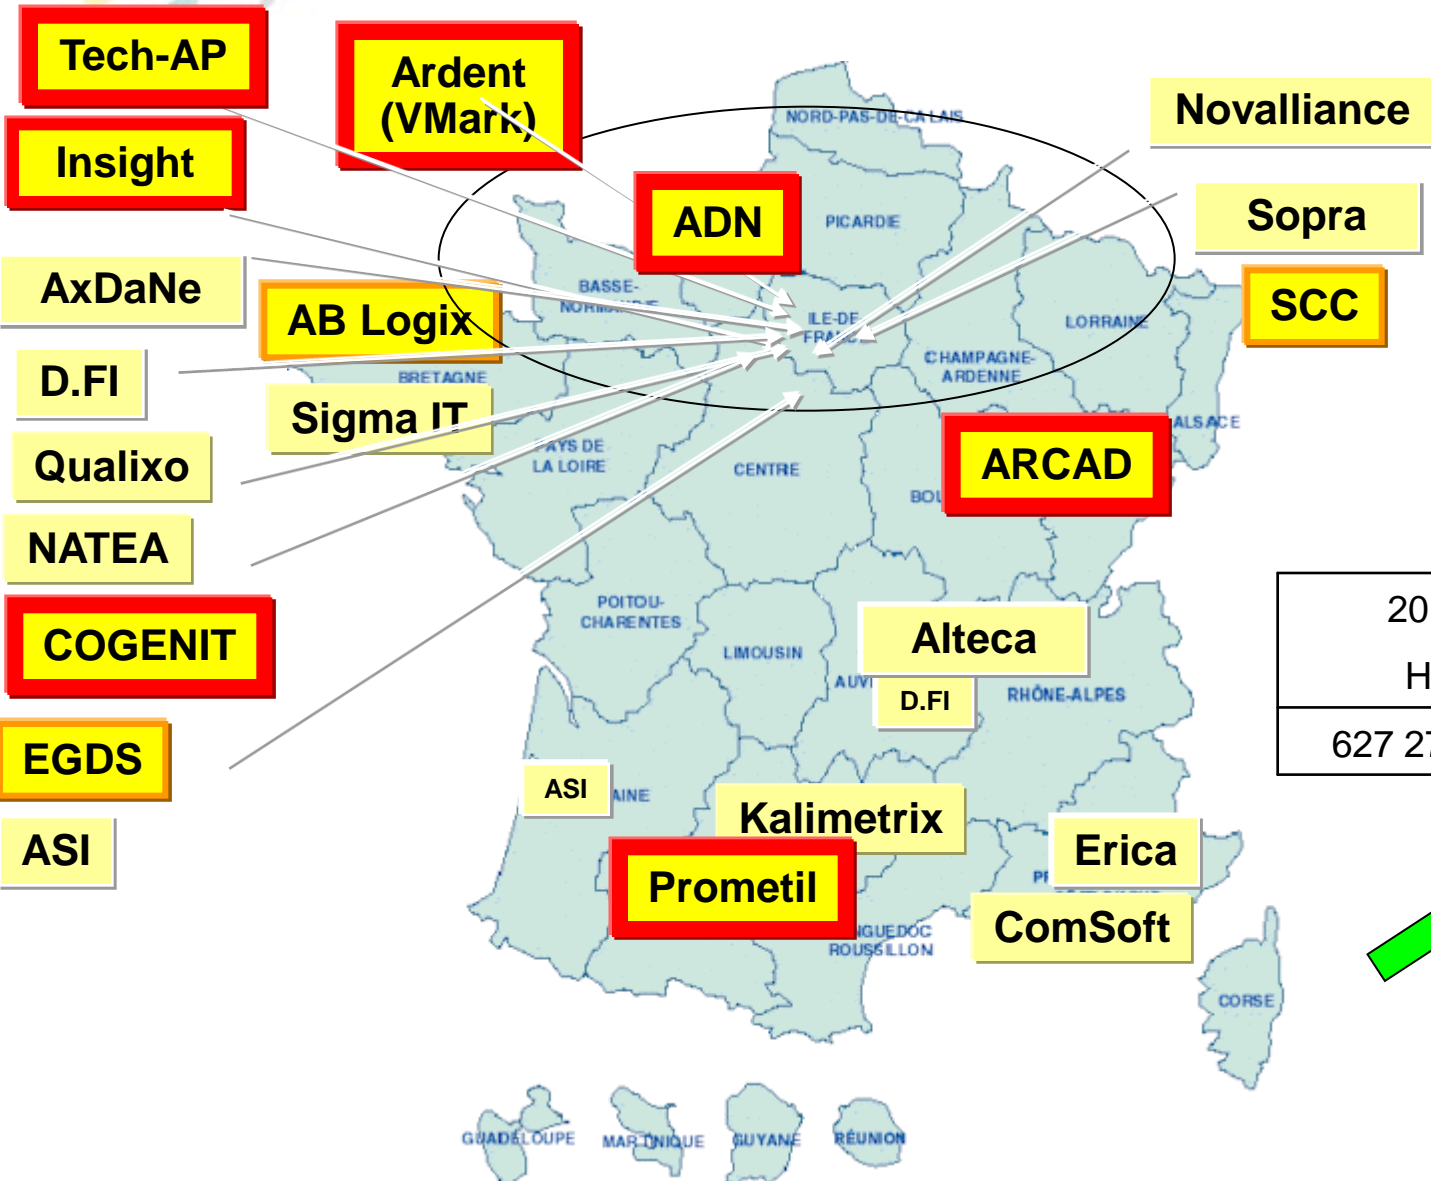 Tech-AP
Ardent
(VMark)
Insight
ADN
Novalliance
Sopra
SCC
AxDaNe
AB Logix
D.FI
Sigma IT
Qualixo
NATEA
COGENIT
EGDS
ASI
ARCAD
Alteca
D.FI
ASI
Kalimetrix
Prometil
Erica
ComSoft
NORD-PAS-DE-CALAIS
PICARDIE
BASSE-
ILE-DE
LORRAINE
CHAMPAGNE-
ARDENNE
ALSACE
BRETAGNE
PAYS DE
LA LOIRE
CENTRE
POITOU-
CHARENTES
LIMOUSIN
RHÔNE-ALPES
ROUSSILLON
CORSE
GUADELOUPE
MARTINIQUE
GUYANE
RÉUNION
20
H
627 27